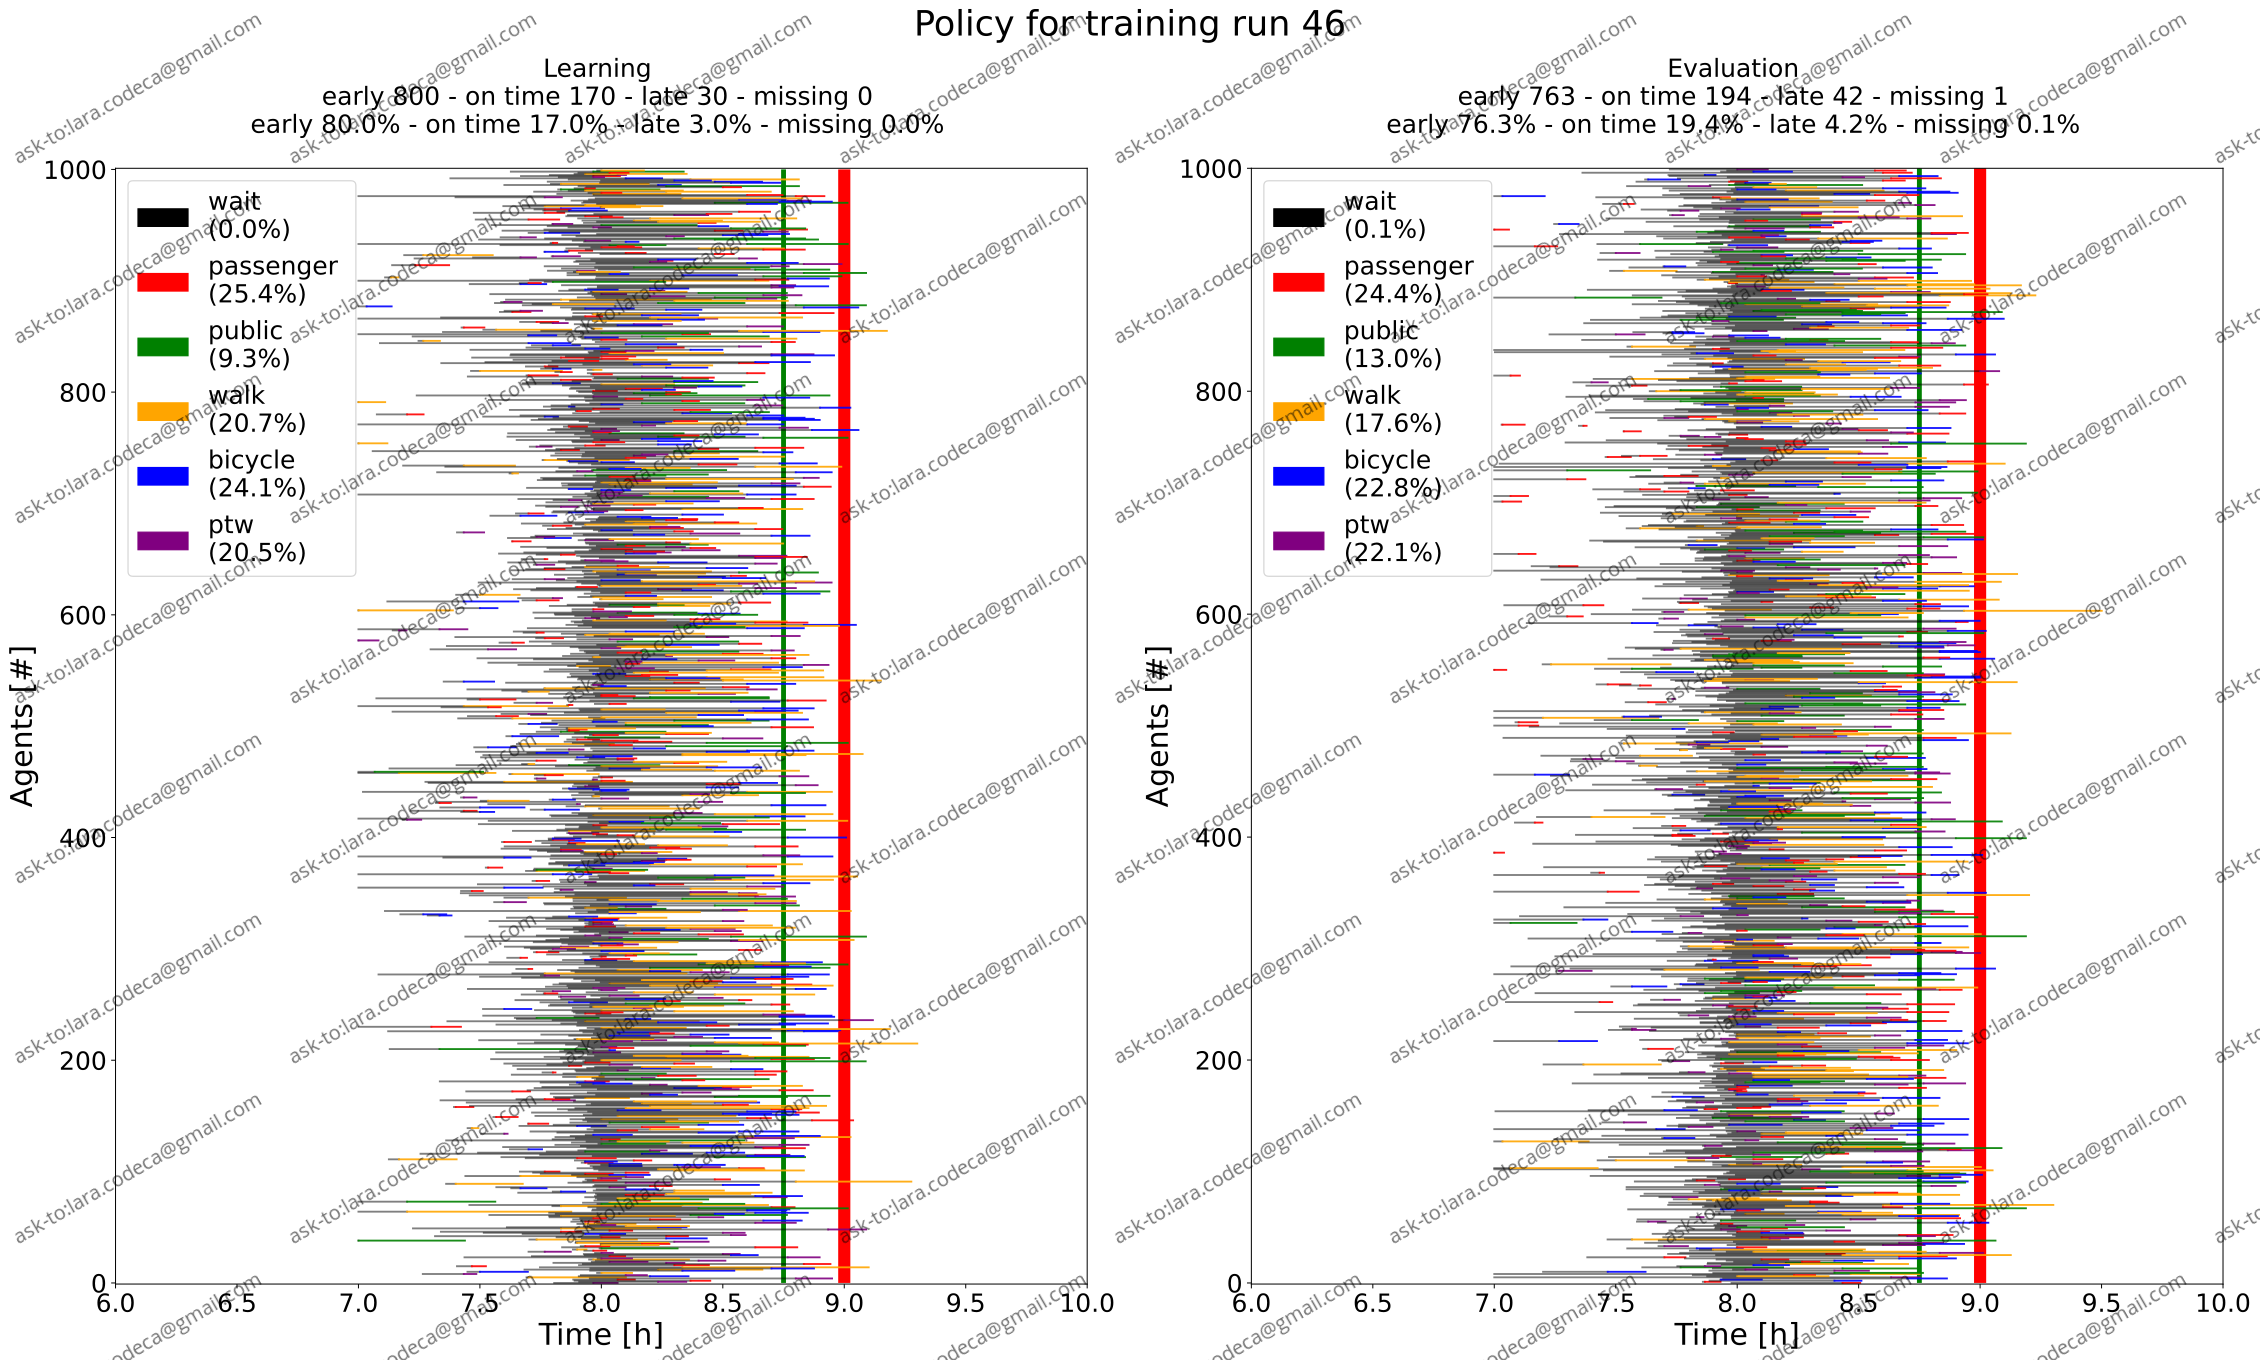 Policy for training run 46
Learning
early 800 - on time 170 - late 30 - missing 0
early 80.0% - on time 17.0% - late 3.0% - missing 0.0%
1000
800
600
400
200
0
Agents [#]
wait
(0.0%)
passenger
(25.4%)
public
(9.3%)
walk
(20.7%)
bicycle
(24.1%)
ptw
(20.5%)
6.0 6.5 7.0 7.5 8.0 8.5 9.0 9.5 10.0
Time [h]
Evaluation
early 763 - on time 194 - late 42 - missing 1
early 76.3% - on time 19.4% - late 4.2% - missing 0.1%
1000
800
600
400
200
0
Agents [#]
wait
(0.1%)
passenger
(24.4%)
public
(13.0%)
walk
(17.6%)
bicycle
(22.8%)
ptw
(22.1%)
6.0 6.5 7.0 7.5 8.0 8.5 9.0 9.5 10.0
Time [h]
ask-to:lara.codeca@gmail.com